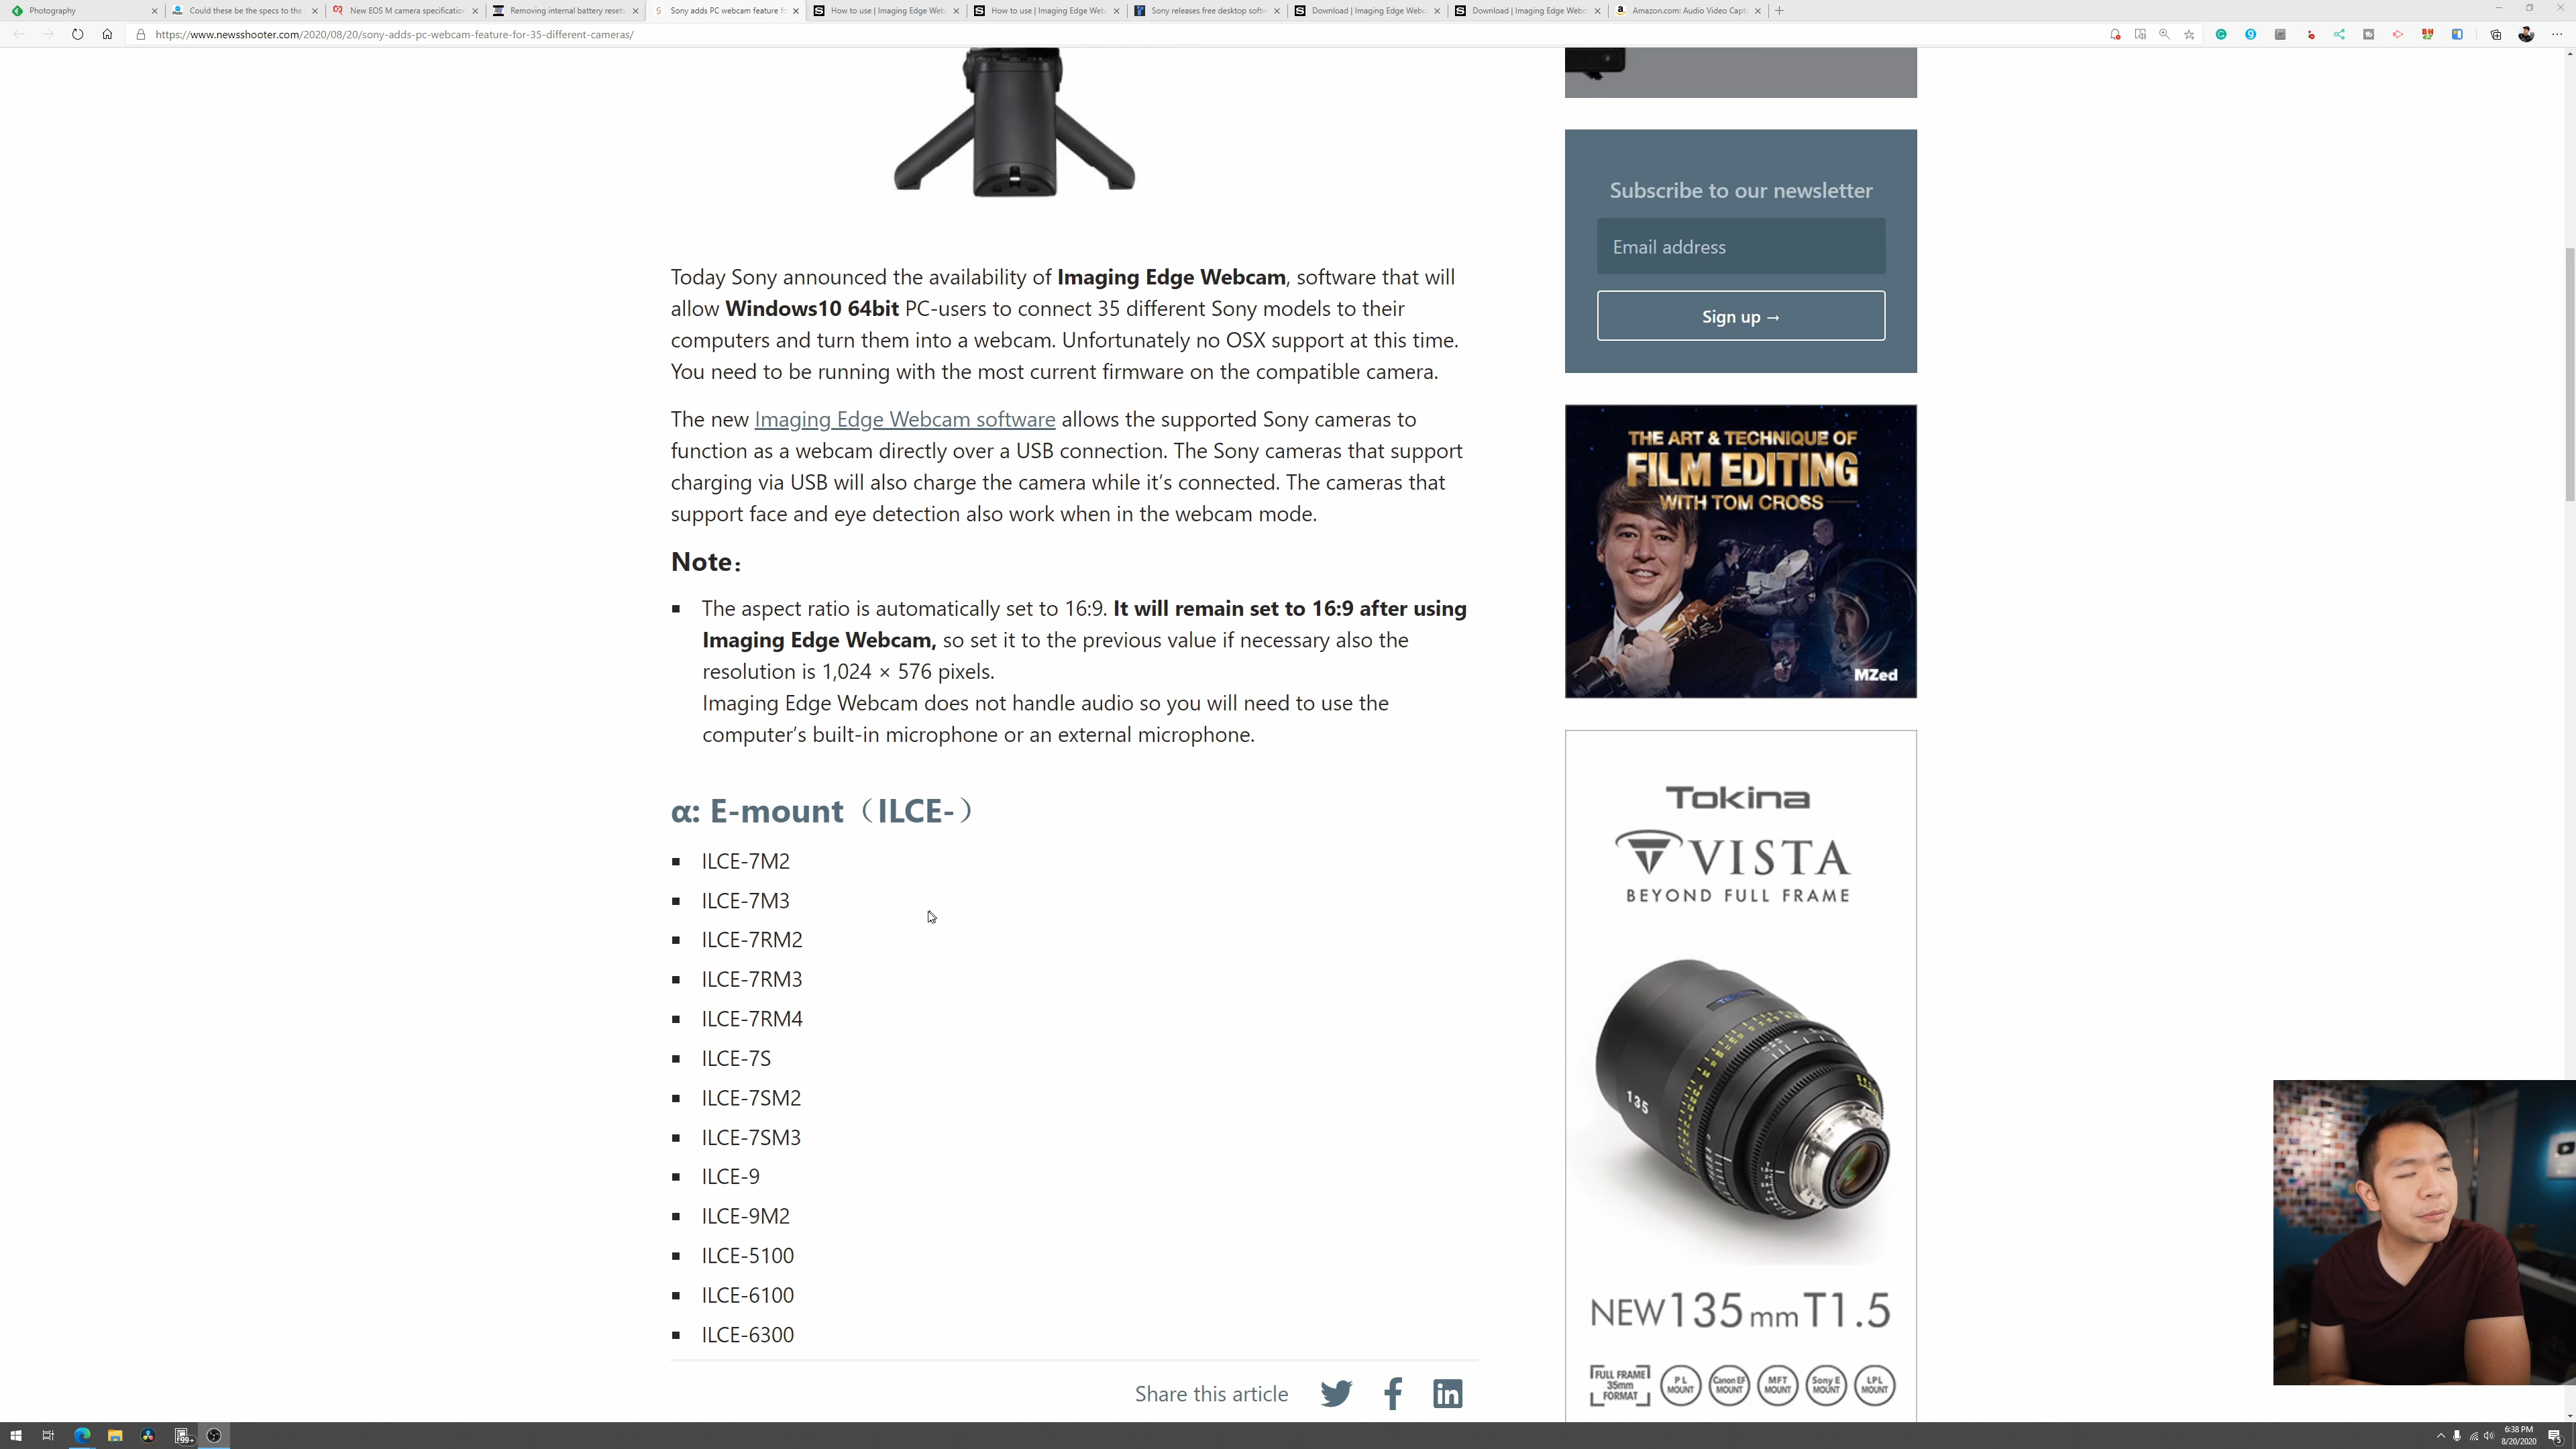 Photography
Could these be the specs to the
New EOS M camera specification
Removing internal battery resets
Sony adds PC webcam feature fo
How to use | Imaging Edge Web
How to use | Imaging Edge Web
Sony releases free desktop softw
Download | Imaging Edge Webc
Download | Imaging Edge Webc
Amazon.com: Audio Video Capt
https://www.newsshooter.com/2020/08/20/sony-adds-pc-webcam-feature-for-35-different-cameras/
Today Sony announced the availability of Imaging Edge Webcam, software that will
allow Windows10 64bit PC-users to connect 35 different Sony models to their
computers and turn them into a webcam. Unfortunately no OSX support at this time.
You need to be running with the most current firmware on the compatible camera.
The new Imaging Edge Webcam software allows the supported Sony cameras to
function as a webcam directly over a USB connection. The Sony cameras that support
charging via USB will also charge the camera while it’s connected. The cameras that
support face and eye detection also work when in the webcam mode.
Note：
The aspect ratio is automatically set to 16:9. It will remain set to 16:9 after using
Imaging Edge Webcam, so set it to the previous value if necessary also the
resolution is 1,024 × 576 pixels.
Imaging Edge Webcam does not handle audio so you will need to use the
computer’s built-in microphone or an external microphone.
α: E-mount（ILCE-）
ILCE-7M2
ILCE-7M3
ILCE-7RM2
ILCE-7RM3
ILCE-7RM4
ILCE-7S
ILCE-7SM2
ILCE-7SM3
ILCE-9
ILCE-9M2
ILCE-5100
ILCE-6100
ILCE-6300
Share this article
Subscribe to our newsletter
Email address
Sign up →
THE ART & TECHNIQUE OF
FILM EDITING
WITH TOM CROSS
MZed
Tokina
VISTA
BEYOND FULL FRAME
135
NEW 135 mm T1.5
FULL FRAME
35mm
FORMAT
PL
MOUNT
Canon EF
MOUNT
MFT
MOUNT
Sony E
MOUNT
LPL
MOUNT
99+
6:38 PM
8/20/2020